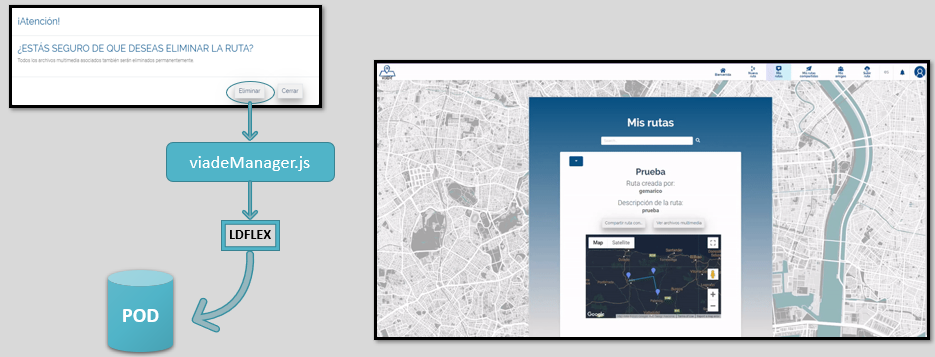 ¡Atención!
¿ESTÁS SEGURO DE QUE DESEAS ELIMINAR LA RUTA?
Todos los archivos multimedia asociados también serán eliminados permanentemente.
Eliminar
Cerrar
viadeManager.js
LDFLEX
POD
Bienvenido
Nueva
ruta
Mis
rutas
Mis rutas
compartidas
Mis
amigos
Subir
ruta
Mis rutas
Prueba
Ruta creada por:
gemarico
Descripción de la ruta:
prueba
Compartir ruta con...
Ver archivos multimedia
Map
Satellite
Google